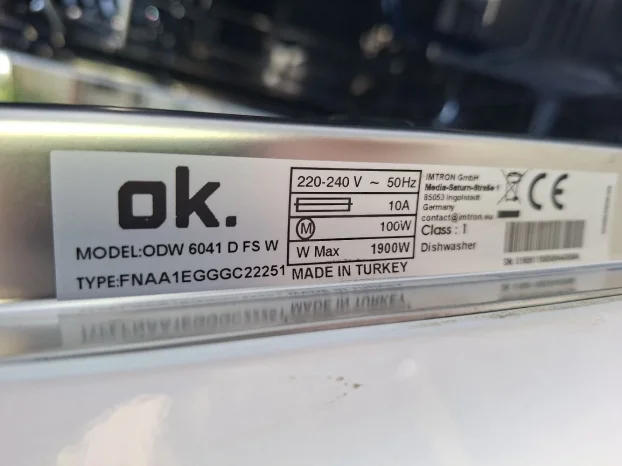 ok.
MODEL:ODW 6041 D FS W
TYPE:FNAA1EGGGC22251
220-240 V ~ 50Hz
10A
M 100W
W Max 1900W
MADE IN TURKEY
IMTRON GmbH
Media-Saturn-Straße 1
85053 Ingolstadt
Germany
contact@imtron.eu
Class : I
Dishwasher
CE